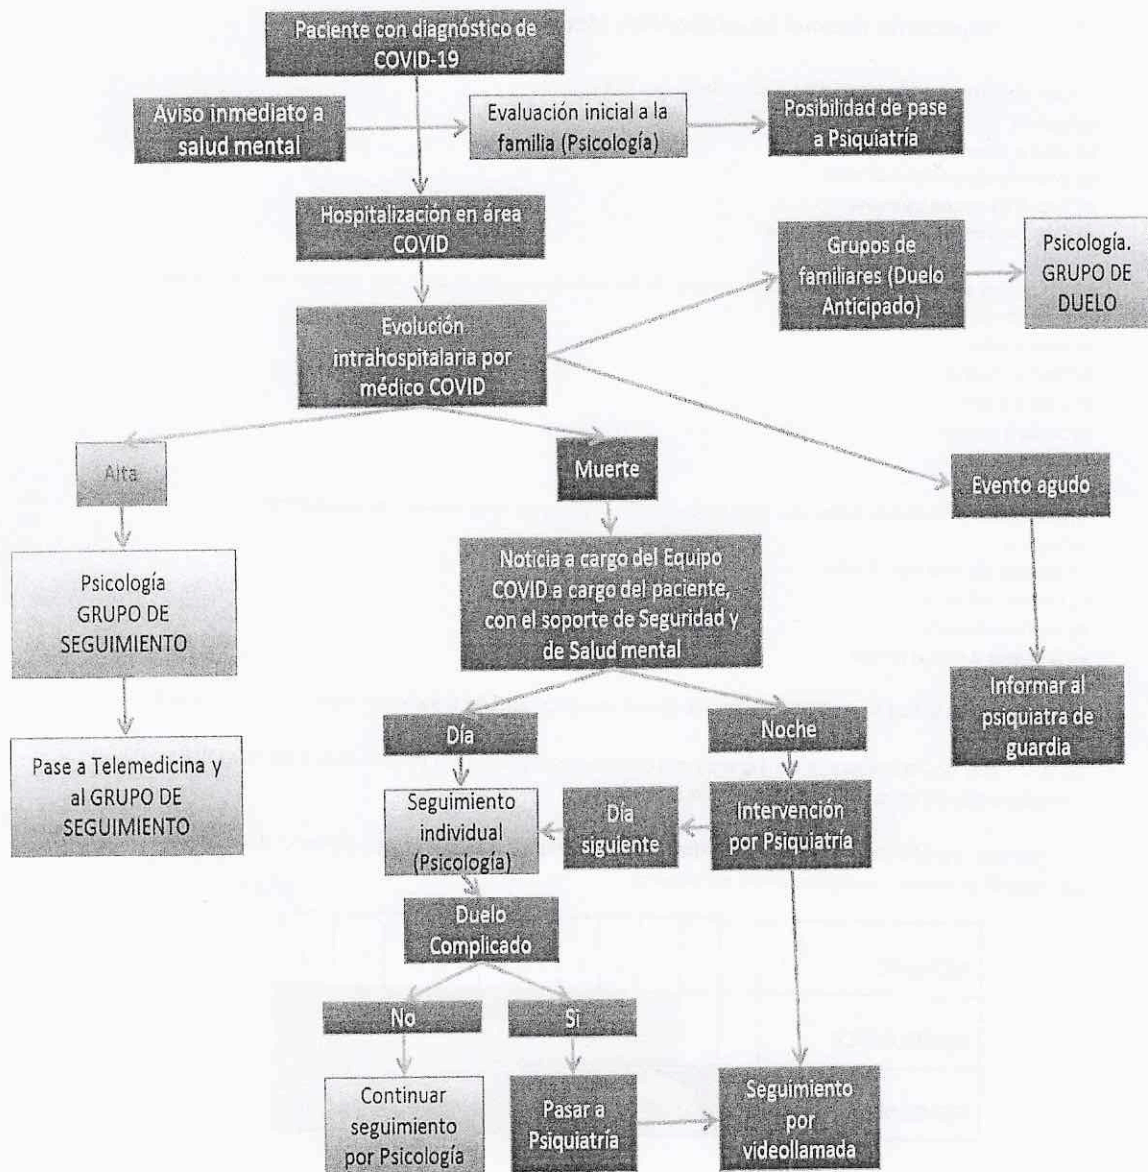 Paciente con diagnóstico de
COVID-19
Aviso inmediato a
salud mental
Evaluación inicial a la
familia (Psicología)
Posibilidad de pase
a Psiquiatría
Hospitalización en área
COVID
Grupos de
familiares (Duelo
Anticipado)
Psicología.
GRUPO DE
DUELO
Evolución
intrahospitalaria por
médico COVID
Alta
Muerte
Evento agudo
Psicología
GRUPO DE
SEGUIMIENTO
Noticia a cargo del Equipo
COVID a cargo del paciente,
con el soporte de Seguridad y
de Salud mental
Informar al
psiquiatra de
guardia
Pase a Telemedicina y
al GRUPO DE
SEGUIMIENTO
Día
Noche
Seguimiento
individual
(Psicología)
Día
siguiente
Intervención
por Psiquiatría
Duelo
Complicado
No
Si
Continuar
seguimiento
por Psicología
Pasar a
Psiquiatría
Seguimiento
por
videollamada